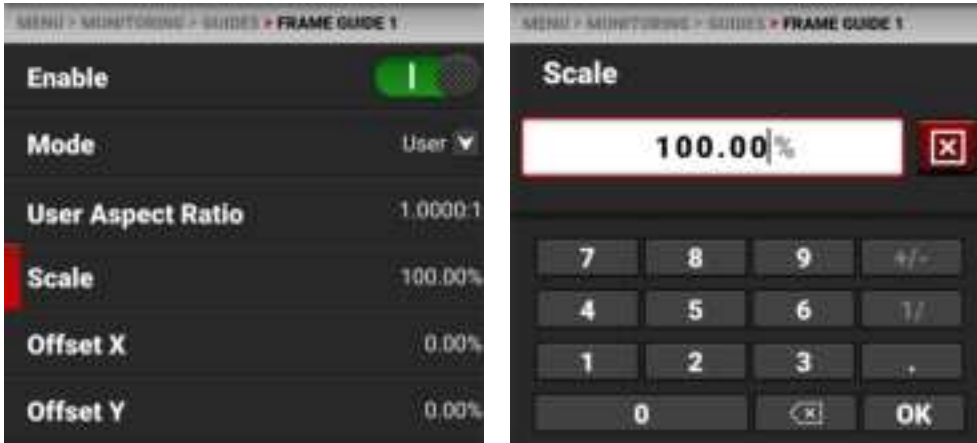 MENU > MONITORING > GUIDES > FRAME GUIDE 1
Enable
Mode
User
User Aspect Ratio
1.0000:1
Scale
100.00%
Offset X
0.00%
Offset Y
0.00%
MENU > MONITORING > GUIDES > FRAME GUIDE 1
Scale
100.00%
7 8 9 +/-
4 5 6 1/
1 2 3 .
0 OK